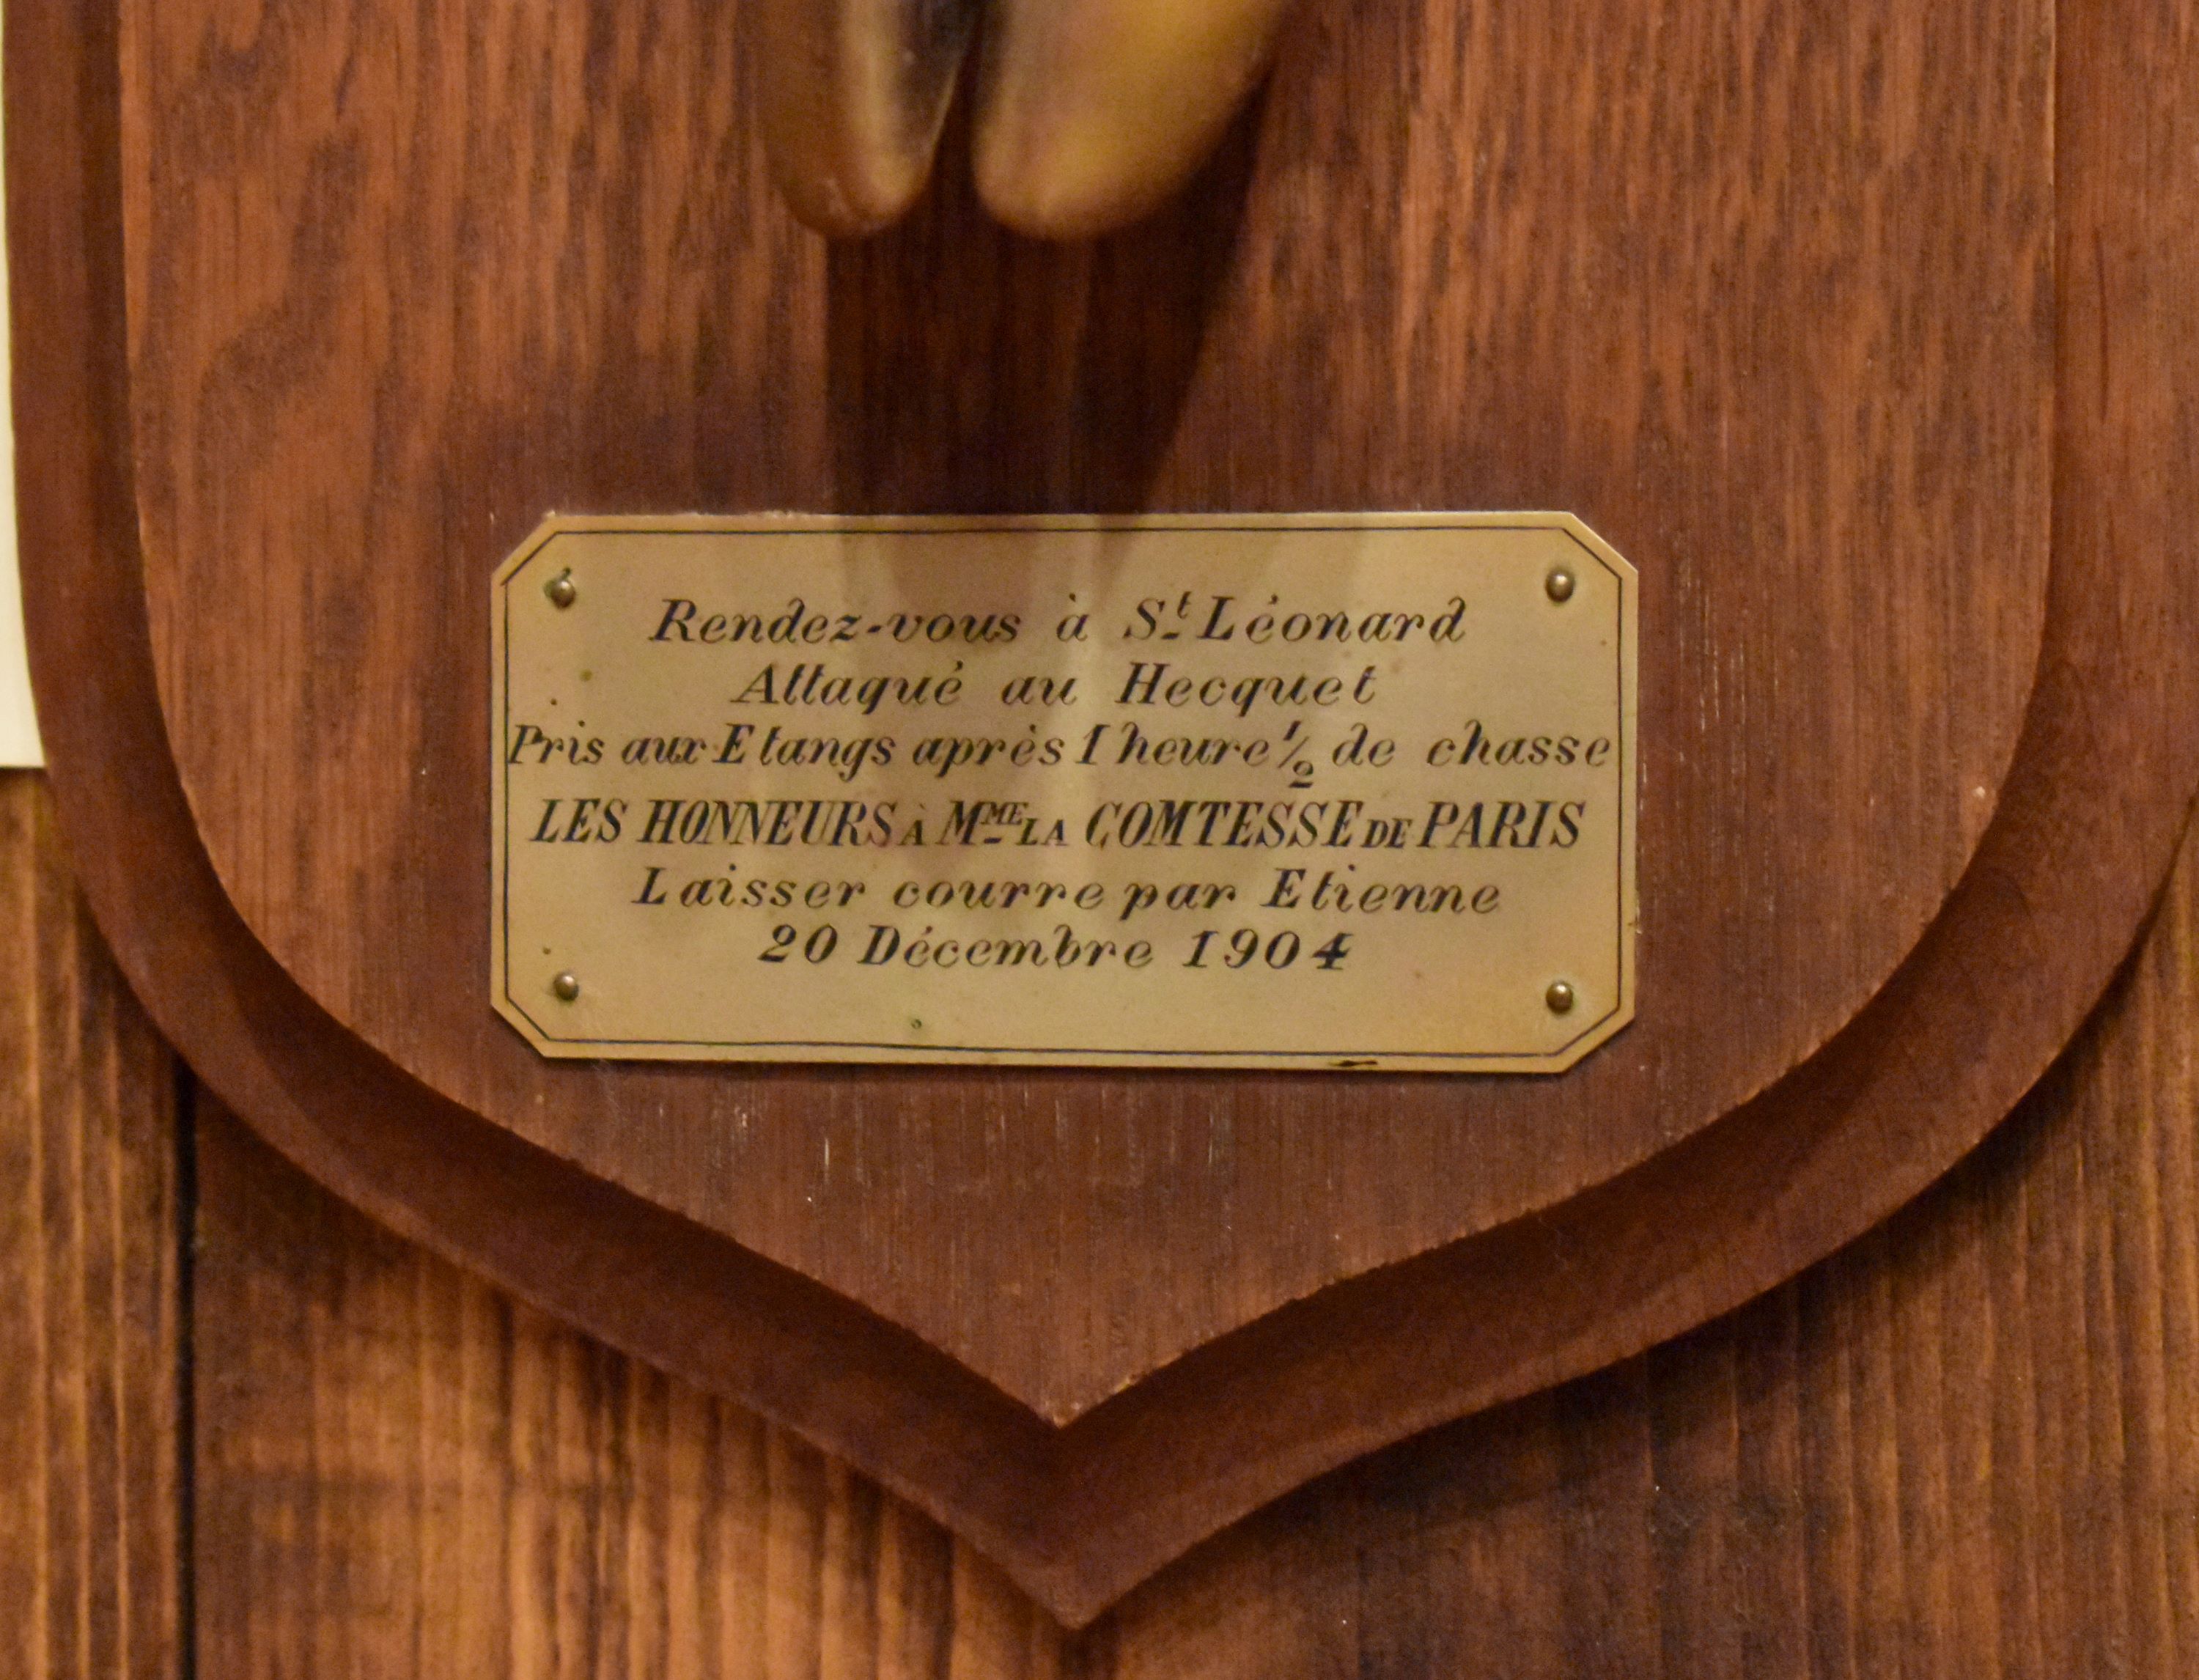 Rendez-vous à St Léonard
Attaqué au Hecquet
Pris aux Etangs après 1 heure 1/2 de chasse
LES HONNEURS À MME LA COMTESSE DE PARIS
Laisser courre par Etienne
20 Décembre 1904